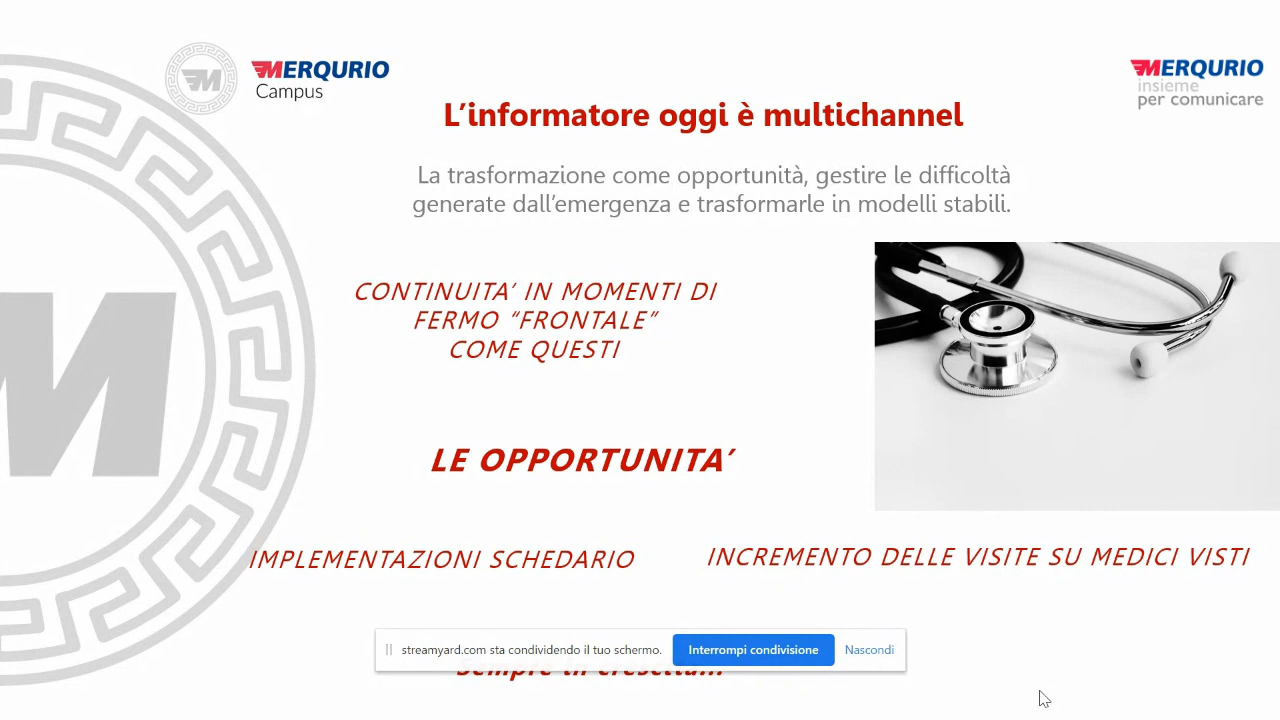 MERQURIO
Campus
MERQURIO
insieme
per comunicare
L’informatore oggi è multichannel
La trasformazione come opportunità, gestire le difficoltà
generate dall’emergenza e trasformarle in modelli stabili.
CONTINUITA’ IN MOMENTI DI
FERMO “FRONTALE”
COME QUESTI
LE OPPORTUNITA’
IMPLEMENTAZIONI SCHEDARIO
INCREMENTO DELLE VISITE SU MEDICI VISTI
streamyard.com sta condividendo il tuo schermo.
Interrompi condivisione
Nascondi
Sempre in